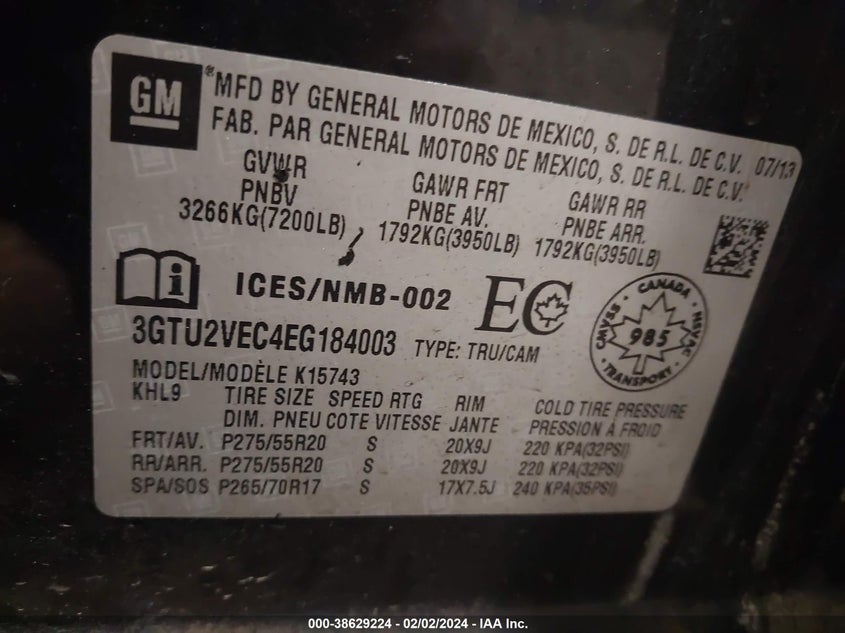 GM
®MFD BY GENERAL MOTORS DE MEXICO, S. DE R.L. DE C.V. 07/13
FAB. PAR GENERAL MOTORS DE MEXICO, S. DE R.L. DE C.V.
GVWR GAWR FRT GAWR RR
PNBV PNBE AV. PNBE ARR.
3266KG(7200LB) 1792KG(3950LB) 1792KG(3950LB)
i ICES/NMB-002 EC
CANADA
CMVSS NSVAC
985
TRANSPORT
3GTU2VEC4EG184003 TYPE: TRU/CAM
MODEL/MODÈLE K15743
KHL9 TIRE SIZE SPEED RTG RIM COLD TIRE PRESSURE
DIM. PNEU COTE VITESSE JANTE PRESSION À FROID
FRT/AV. P275/55R20 S 20X9J 220 KPA(32PSI)
RR/ARR. P275/55R20 S 20X9J 220 KPA(32PSI)
SPA/SOS P265/70R17 S 17X7.5J 240 KPA(35PSI)
000-38629224 - 02/02/2024 - IAA Inc.